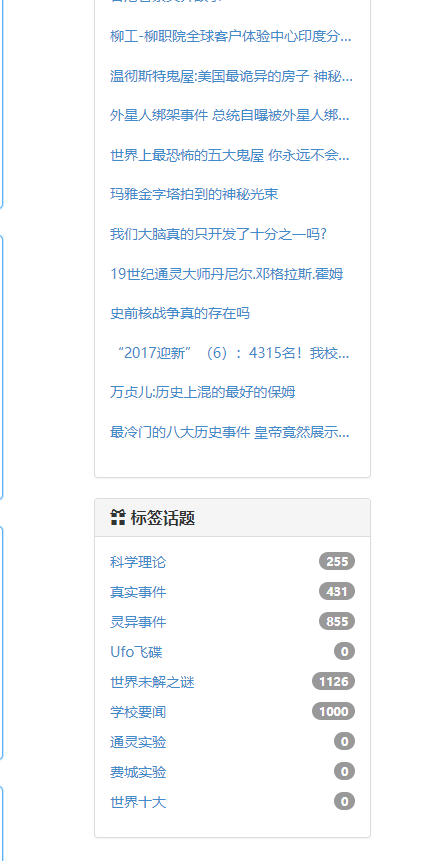 柳工-柳职院全球客户体验中心印度分...
温彻斯特鬼屋:美国最诡异的房子 神秘...
外星人绑架事件 总统自曝被外星人绑...
世界上最恐怖的五大鬼屋 你永远不会...
玛雅金字塔拍到的神秘光束
我们大脑真的只开发了十分之一吗?
19世纪通灵大师丹尼尔.邓格拉斯.霍姆
史前核战争真的存在吗
“2017迎新”（6）：4315名！我校...
万贞儿:历史上混的最好的保姆
最冷门的八大历史事件 皇帝竟然展示...
标签话题
科学理论 255
真实事件 431
灵异事件 855
Ufo飞碟 0
世界未解之谜 1126
学校要闻 1000
通灵实验 0
费城实验 0
世界十大 0